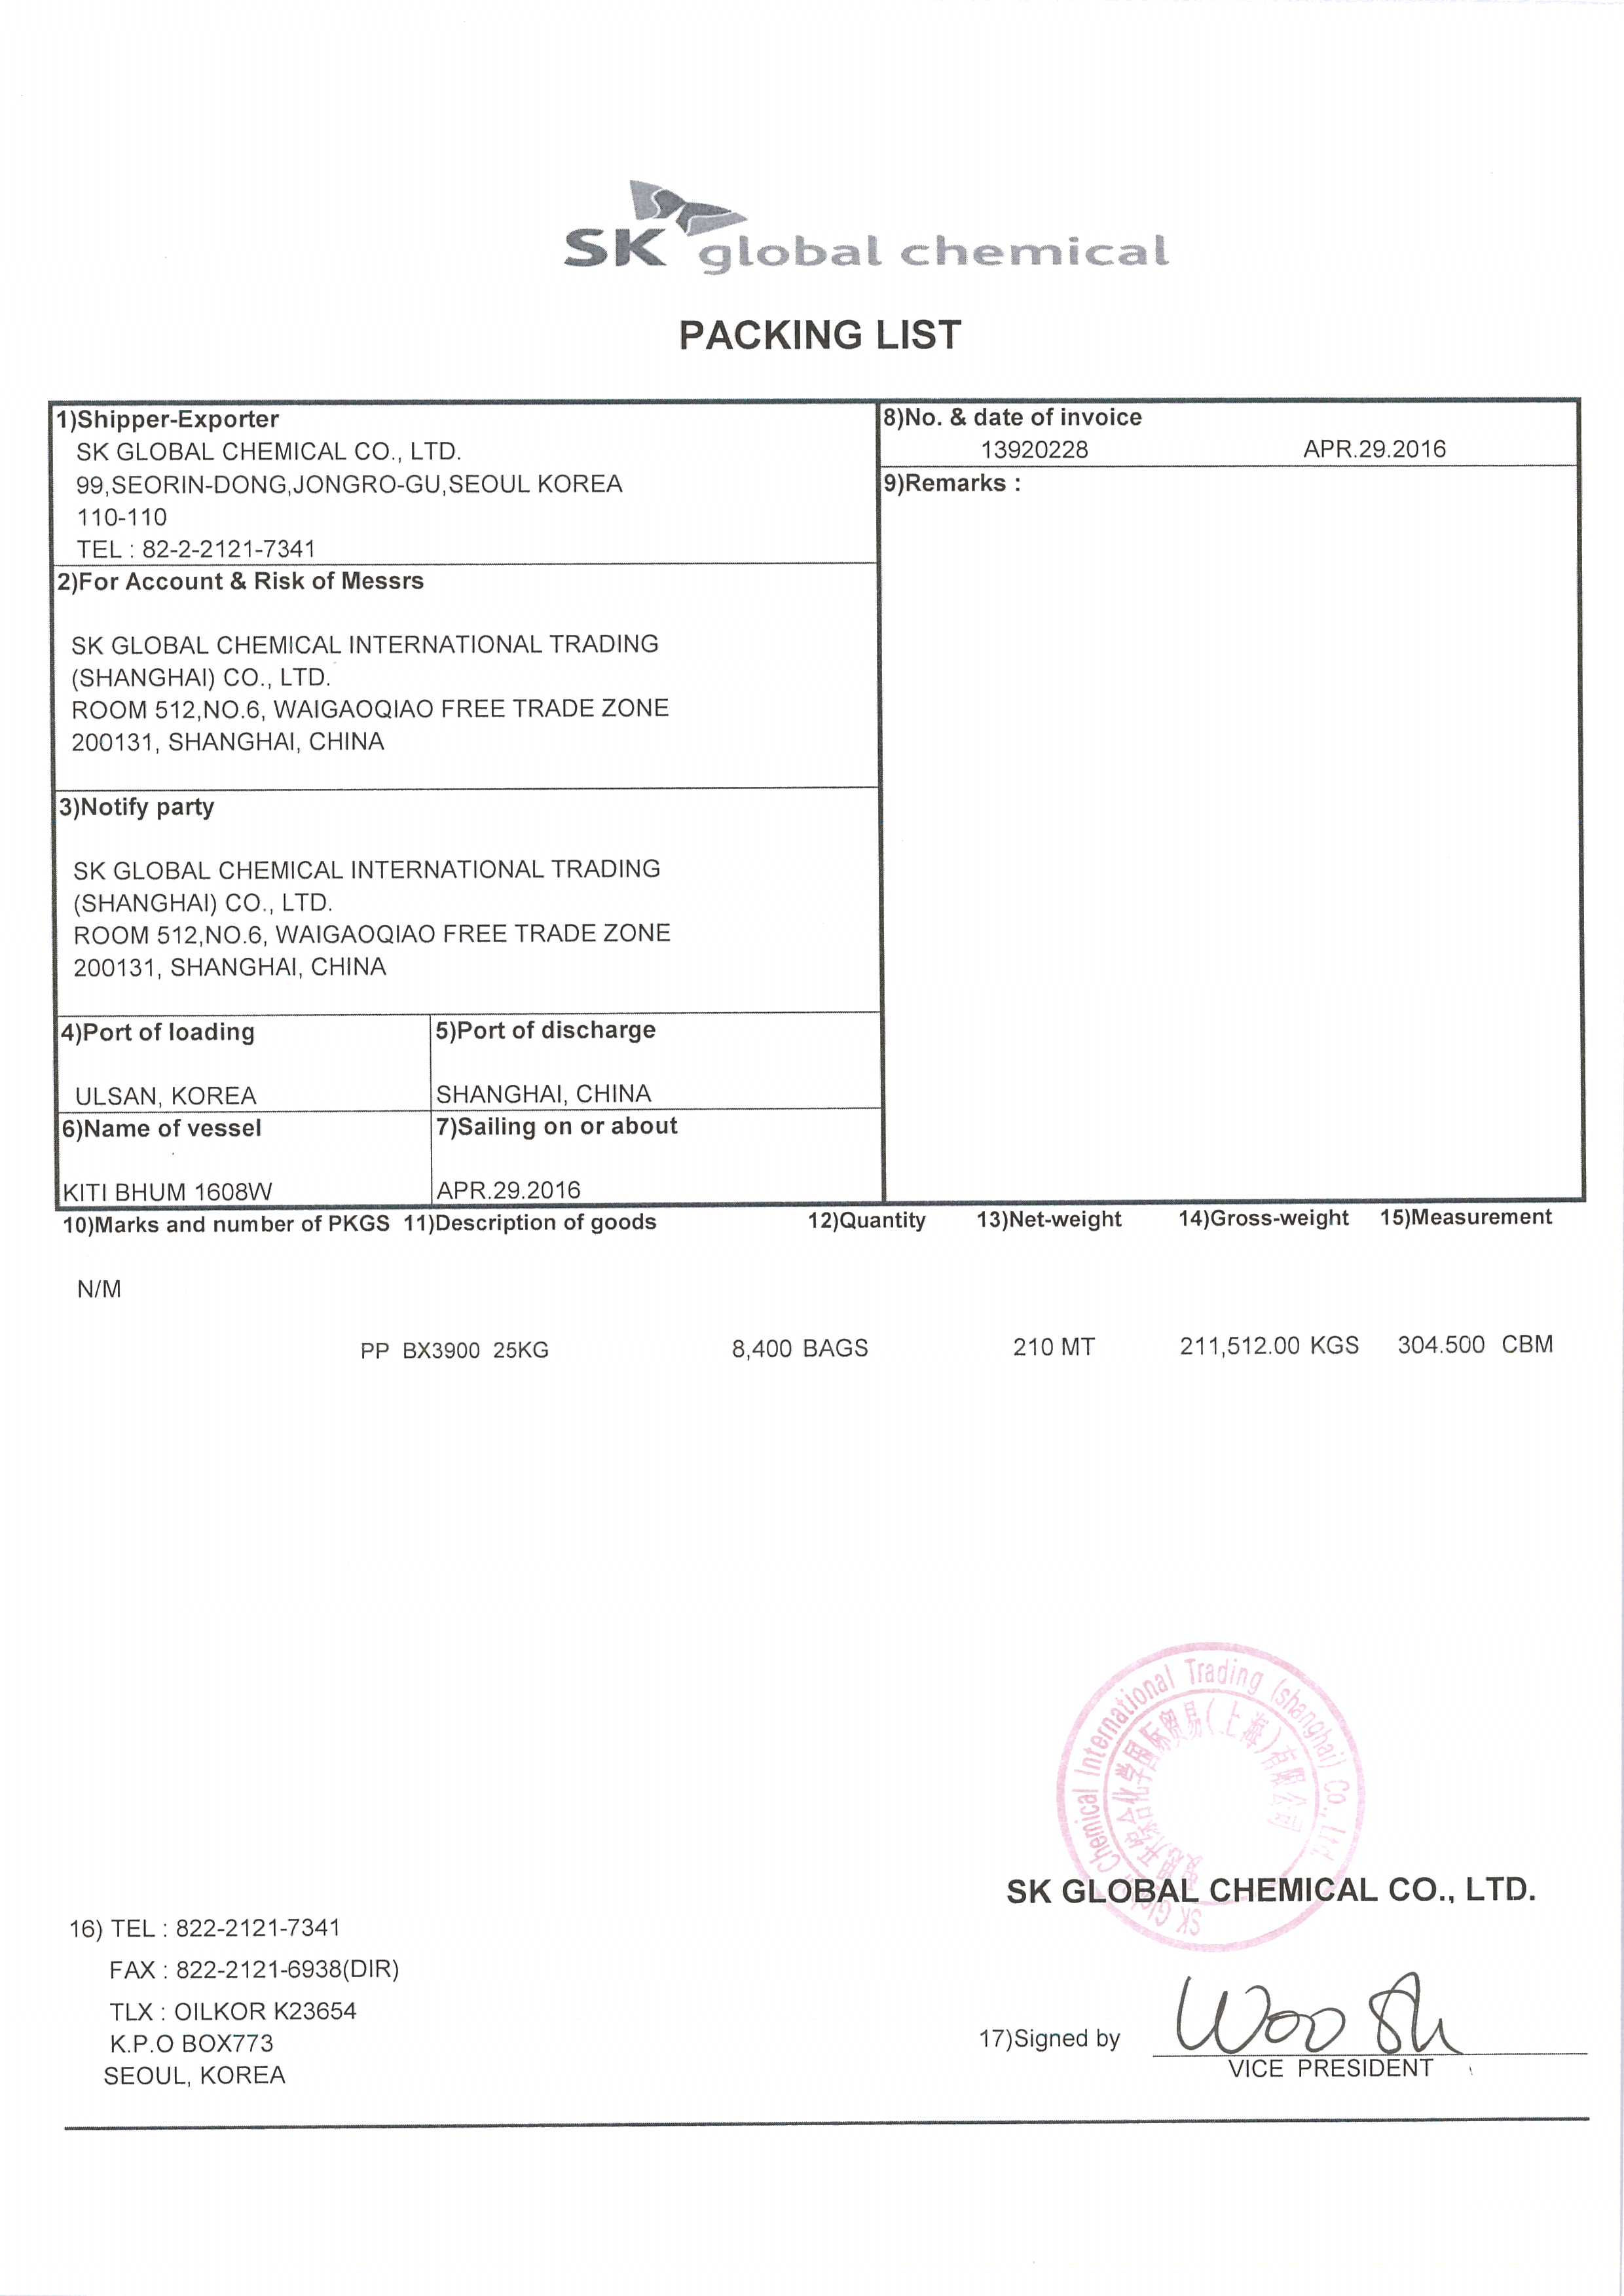 SK global chemical
PACKING LIST
1)Shipper-Exporter
SK GLOBAL CHEMICAL CO., LTD.
99,SEORIN-DONG,JONGRO-GU,SEOUL KOREA
110-110
TEL : 82-2-2121-7341
8)No. & date of invoice
13920228 APR.29.2016
9)Remarks :
2)For Account & Risk of Messrs
SK GLOBAL CHEMICAL INTERNATIONAL TRADING
(SHANGHAI) CO., LTD.
ROOM 512,NO.6, WAIGAOQIAO FREE TRADE ZONE
200131, SHANGHAI, CHINA
3)Notify party
SK GLOBAL CHEMICAL INTERNATIONAL TRADING
(SHANGHAI) CO., LTD.
ROOM 512,NO.6, WAIGAOQIAO FREE TRADE ZONE
200131, SHANGHAI, CHINA
4)Port of loading
ULSAN, KOREA
5)Port of discharge
SHANGHAI, CHINA
6)Name of vessel
KITI BHUM 1608W
7)Sailing on or about
APR.29.2016
10)Marks and number of PKGS 11)Description of goods 12)Quantity 13)Net-weight 14)Gross-weight 15)Measurement
N/M
PP BX3900 25KG 8,400 BAGS 210 MT 211,512.00 KGS 304.500 CBM
SK Global Chemical International Trading (shanghai) Co., Ltd
综合化学国际贸易(上海)有限公司
SK GLOBAL CHEMICAL CO., LTD.
16) TEL : 822-2121-7341
FAX : 822-2121-6938(DIR)
TLX : OILKOR K23654
K.P.O BOX773
SEOUL, KOREA
17)Signed by
Woo Sh
VICE PRESIDENT